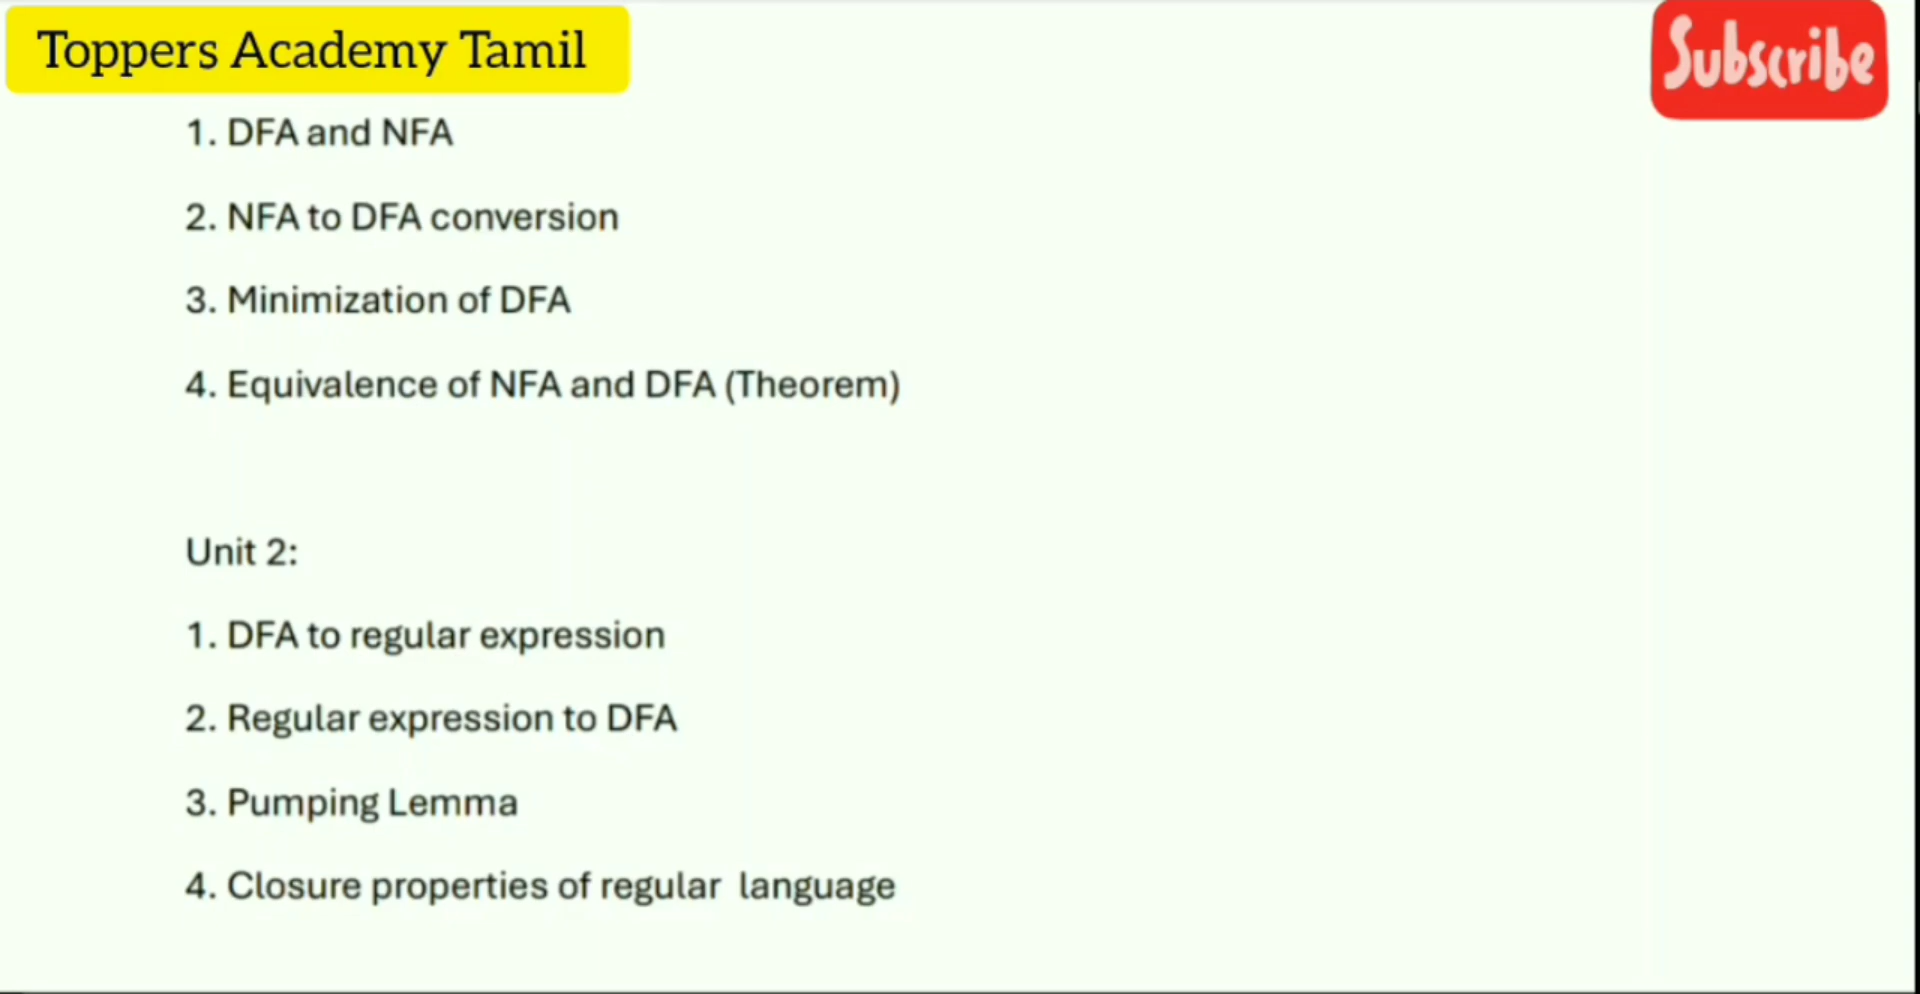 Toppers Academy Tamil
Subscribe
1. DFA and NFA
2. NFA to DFA conversion
3. Minimization of DFA
4. Equivalence of NFA and DFA (Theorem)
Unit 2:
1. DFA to regular expression
2. Regular expression to DFA
3. Pumping Lemma
4. Closure properties of regular language